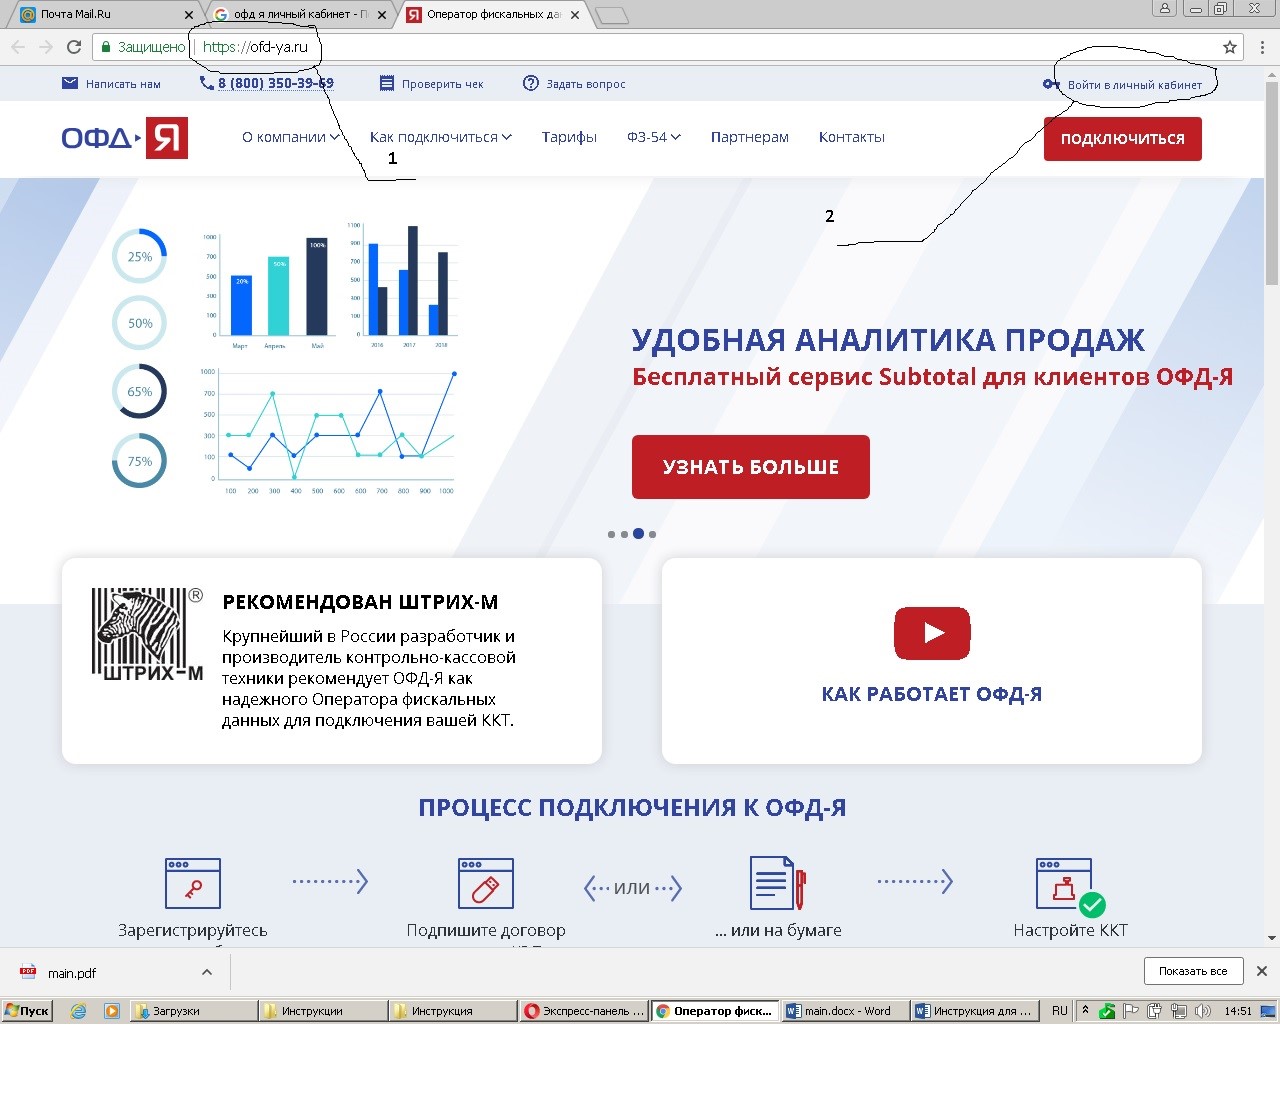 Почта Mail.Ru
офд я личный кабинет - П
Оператор фискальных да
Защищено
https://ofd-ya.ru
Написать нам
8 (800) 350-39-69
Проверить чек
Задать вопрос
Войти в личный кабинет
ОФД Я
О компании
Как подключиться
Тарифы
ФЗ-54
Партнерам
Контакты
ПОДКЛЮЧИТЬСЯ
1
2
25%
50%
65%
75%
1000
700
500
300
100
0
20%
50%
100%
Март
Апрель
Май
1100
900
700
500
300
100
0
2016
2017
2018
1000
700
500
300
100
0
100 200 300 400 500 600 600 700 800 900 1000
УДОБНАЯ АНАЛИТИКА ПРОДАЖ
Бесплатный сервис Subtotal для клиентов ОФД-Я
УЗНАТЬ БОЛЬШЕ
ШТРИХ-М ®
РЕКОМЕНДОВАН ШТРИХ-М
Крупнейший в России разработчик и
производитель контрольно-кассовой
техники рекомендует ОФД-Я как
надежного Оператора фискальных
данных для подключения вашей ККТ.
КАК РАБОТАЕТ ОФД-Я
ПРОЦЕСС ПОДКЛЮЧЕНИЯ К ОФД-Я
Зарегистрируйтесь
Подпишите договор
ИЛИ
... или на бумаге
Настройте ККТ
main.pdf
Показать все
Пуск
Загрузки
Инструкции
Инструкция
Экспресс-панель ...
Оператор фиск...
main.docx - Word
Инструкция для ...
RU
14:51